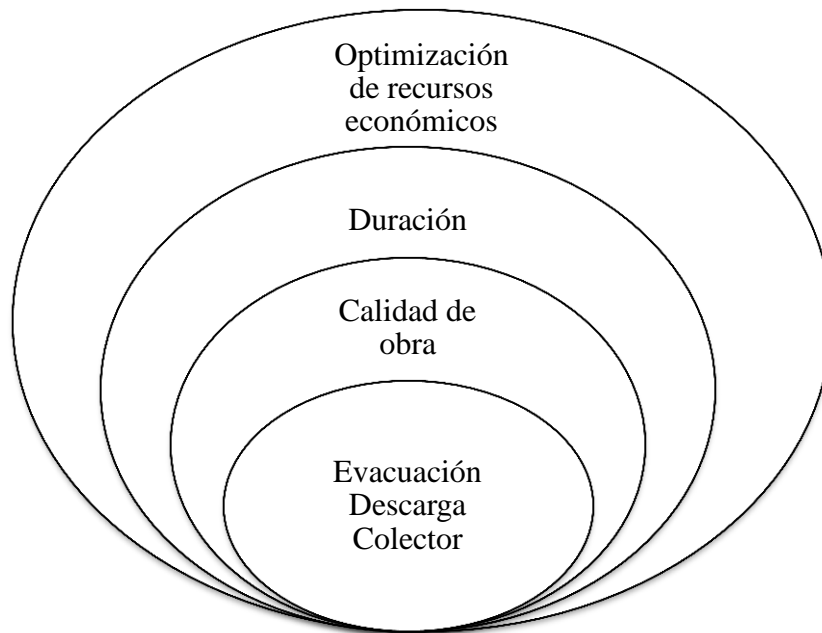 Optimización
de recursos
económicos
Duración
Calidad de
obra
Evacuación
Descarga
Colector